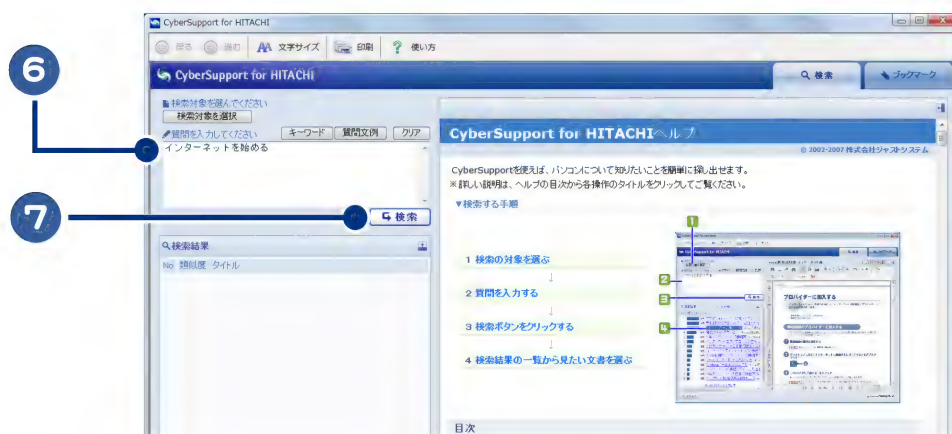 CyberSupport for HITACHI
戻る 進む 文字サイズ 印刷 ? 使い方
CyberSupport for HITACHI
検索 ブックマーク
検索対象を選んでください
検索対象を選択
質問を入力してください キーワード 質問文例 クリア
インターネットを始める
6
7
検索
検索結果
No 類似度 タイトル
CyberSupport for HITACHIヘルプ
© 2002-2007 株式会社ジャストシステム
CyberSupportを使えば、パソコンについて知りたいことを簡単に探し出せます。
※詳しい説明は、ヘルプの目次から各操作のタイトルをクリックしてご覧ください。
▼検索する手順
1 検索の対象を選ぶ
↓
2 質問を入力する
↓
3 検索ボタンをクリックする
↓
4 検索結果の一覧から見たい文書を選ぶ
1
2
3
4
プロバイダーに加入する
目次